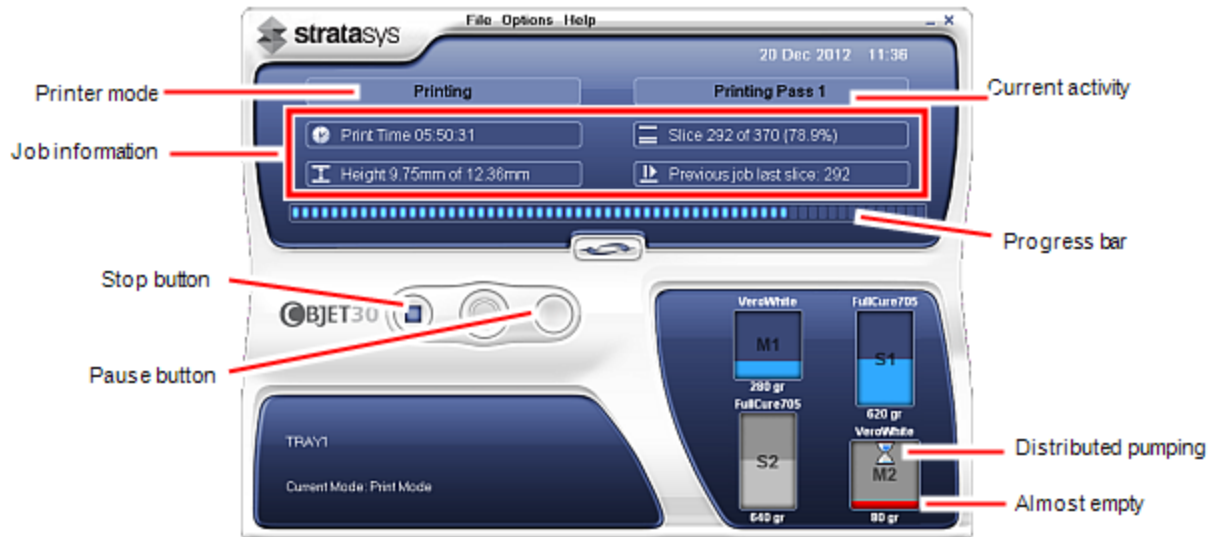 File Options Help
stratasys
20 Dec 2012 11:36
Printer mode
Printing
Printing Pass 1
Current activity
Job information
Print Time 05:50:31
Slice 292 of 370 (78.9%)
Height 9.75mm of 12.36mm
Previous job last slice: 292
Progress bar
Stop button
OBJET30
Pause button
VeroWhite
M1
280 gr
FullCure705
S1
620 gr
FullCure705
S2
640 gr
VeroWhite
M2
80 gr
TRAY1
Current Mode: Print Mode
Distributed pumping
Almost empty